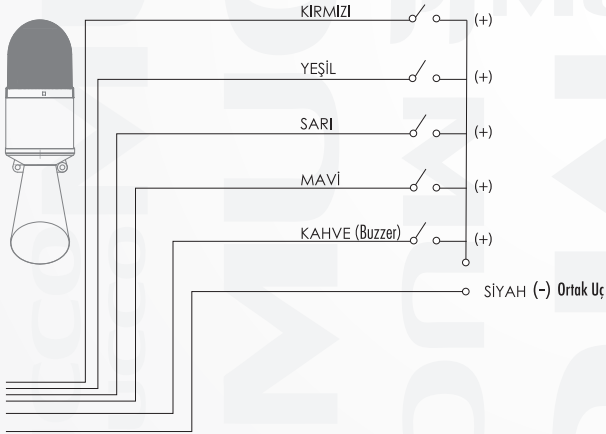 KIRMIZI (+)
YEŞİL (+)
SARI (+)
MAVİ (+)
KAHVE (Buzzer) (+)
SİYAH (-) Ortak Uç